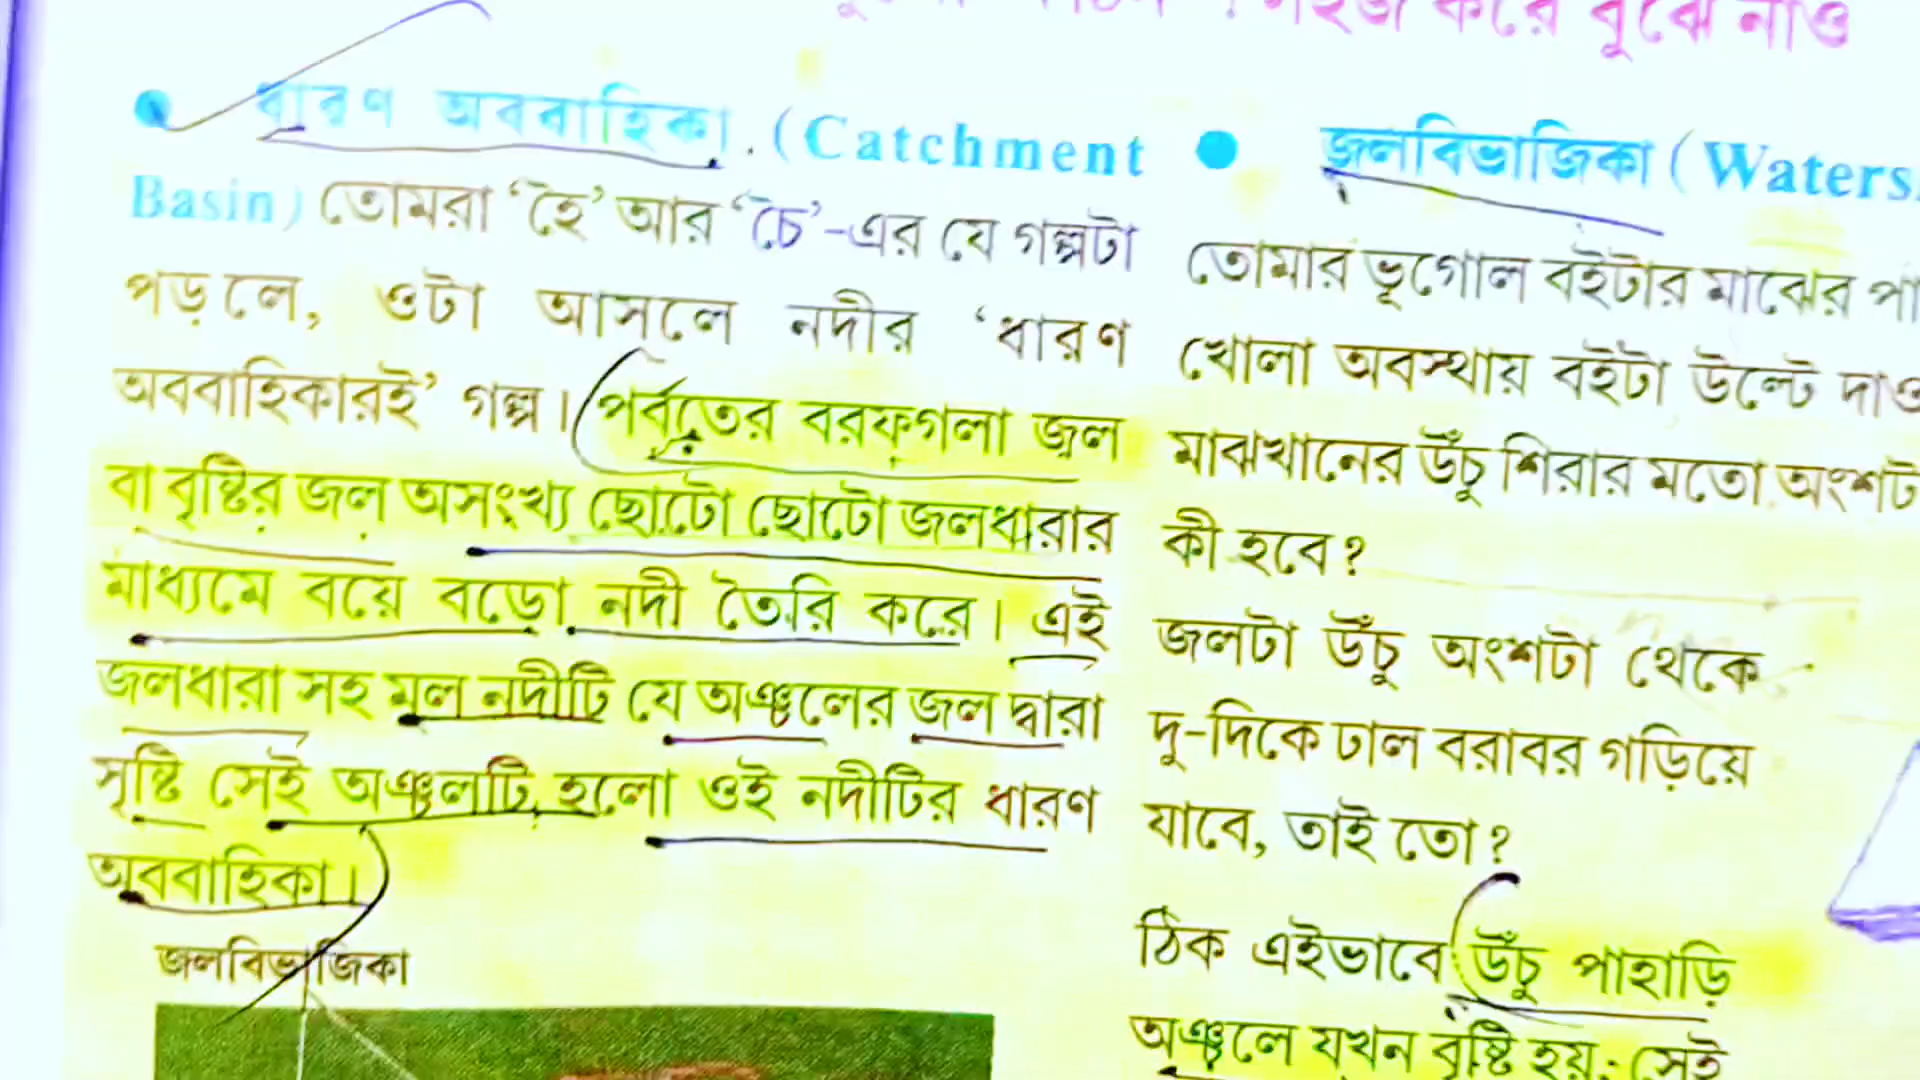 করে বুঝে নাও
● ধারণ অববাহিকা (Catchment
Basin) তোমরা ‘হৈ’ আর ‘চৈ’-এর যে গল্পটা
পড়লে, ওটা আসলে নদীর ‘ধারণ
অববাহিকারই’ গল্প। পর্বতের বরফগলা জল
বা বৃষ্টির জল অসংখ্য ছোটো ছোটো জলধারার
মাধ্যমে বয়ে বড়ো নদী তৈরি করে। এই
জলধারা সহ মূল নদীটি যে অঞ্চলের জল দ্বারা
সৃষ্টি সেই অঞ্চলটি হলো ওই নদীটির ধারণ
অববাহিকা।
জলবিভাজিকা
● জলবিভাজিকা (Waters
তোমার ভূগোল বইটার মাঝের পা
খোলা অবস্থায় বইটা উল্টে দাও
মাঝখানের উঁচু শিরার মতো অংশট
কী হবে?
জলটা উঁচু অংশটা থেকে
দু-দিকে ঢাল বরাবর গড়িয়ে
যাবে, তাই তো?
ঠিক এইভাবে উঁচু পাহাড়ি
অঞ্চলে যখন বৃষ্টি হয়; সেই